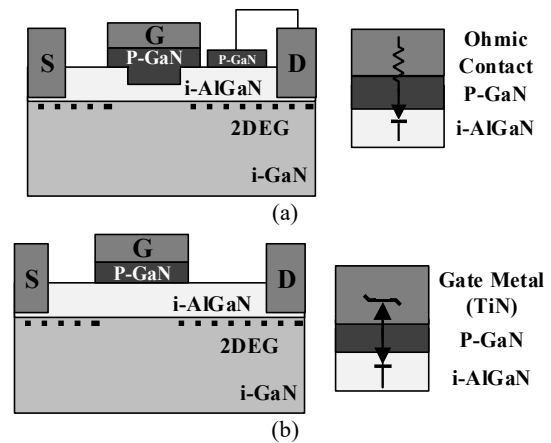 G
P-GaN
P-GaN
S
D
i-AlGaN
2DEG
i-GaN
Ohmic
Contact
P-GaN
i-AlGaN
(a)
G
S
P-GaN
D
i-AlGaN
2DEG
i-GaN
Gate Metal
(TiN)
P-GaN
i-AlGaN
(b)